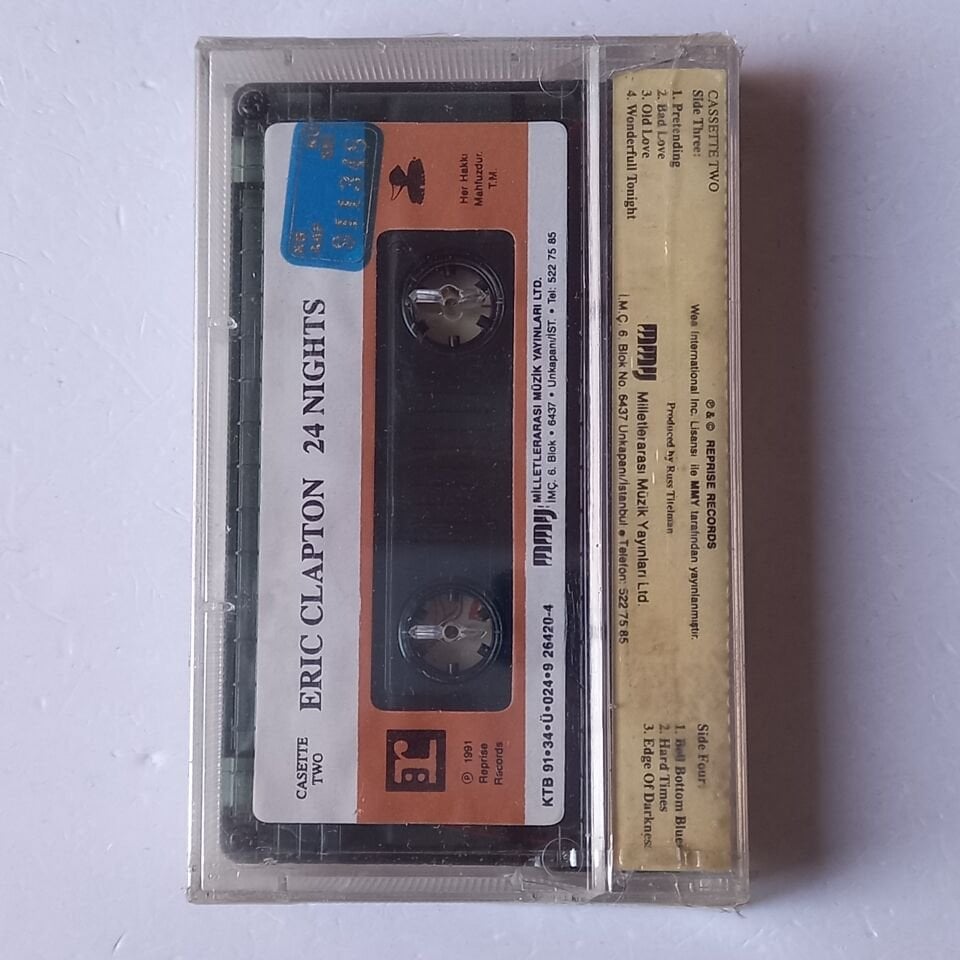 CASETTE
TWO
ERIC CLAPTON 24 NIGHTS
℗ 1991
Reprise
Records
Her Hakkı
Mahfuzdur.
T.M.
mmy MİLLETLERARASI MÜZİK YAYINLARI LTD.
İMÇ. 6. Blok • 6437 • Unkapanı/İST. • Tel: 522 75 85
KTB 91•34•Ü•024•9 26420-4
CASSETTE TWO
Side Three:
1. Pretending
2. Bad Love
3. Old Love
4. Wonderfull Tonight
℗ & © REPRISE RECORDS
Wea International Inc. Lisansı ile MMY tarafından yayınlanmıştır.
Produced by Russ Titelman
mmy Milletlerarası Müzik Yayınları Ltd.
İ.M.Ç. 6. Blok No. 6437 Unkapanı/İstanbul • Telefon: 522 75 85
Side Four:
1. Bell Bottom Blue
2. Hard Times
3. Edge Of Darknes